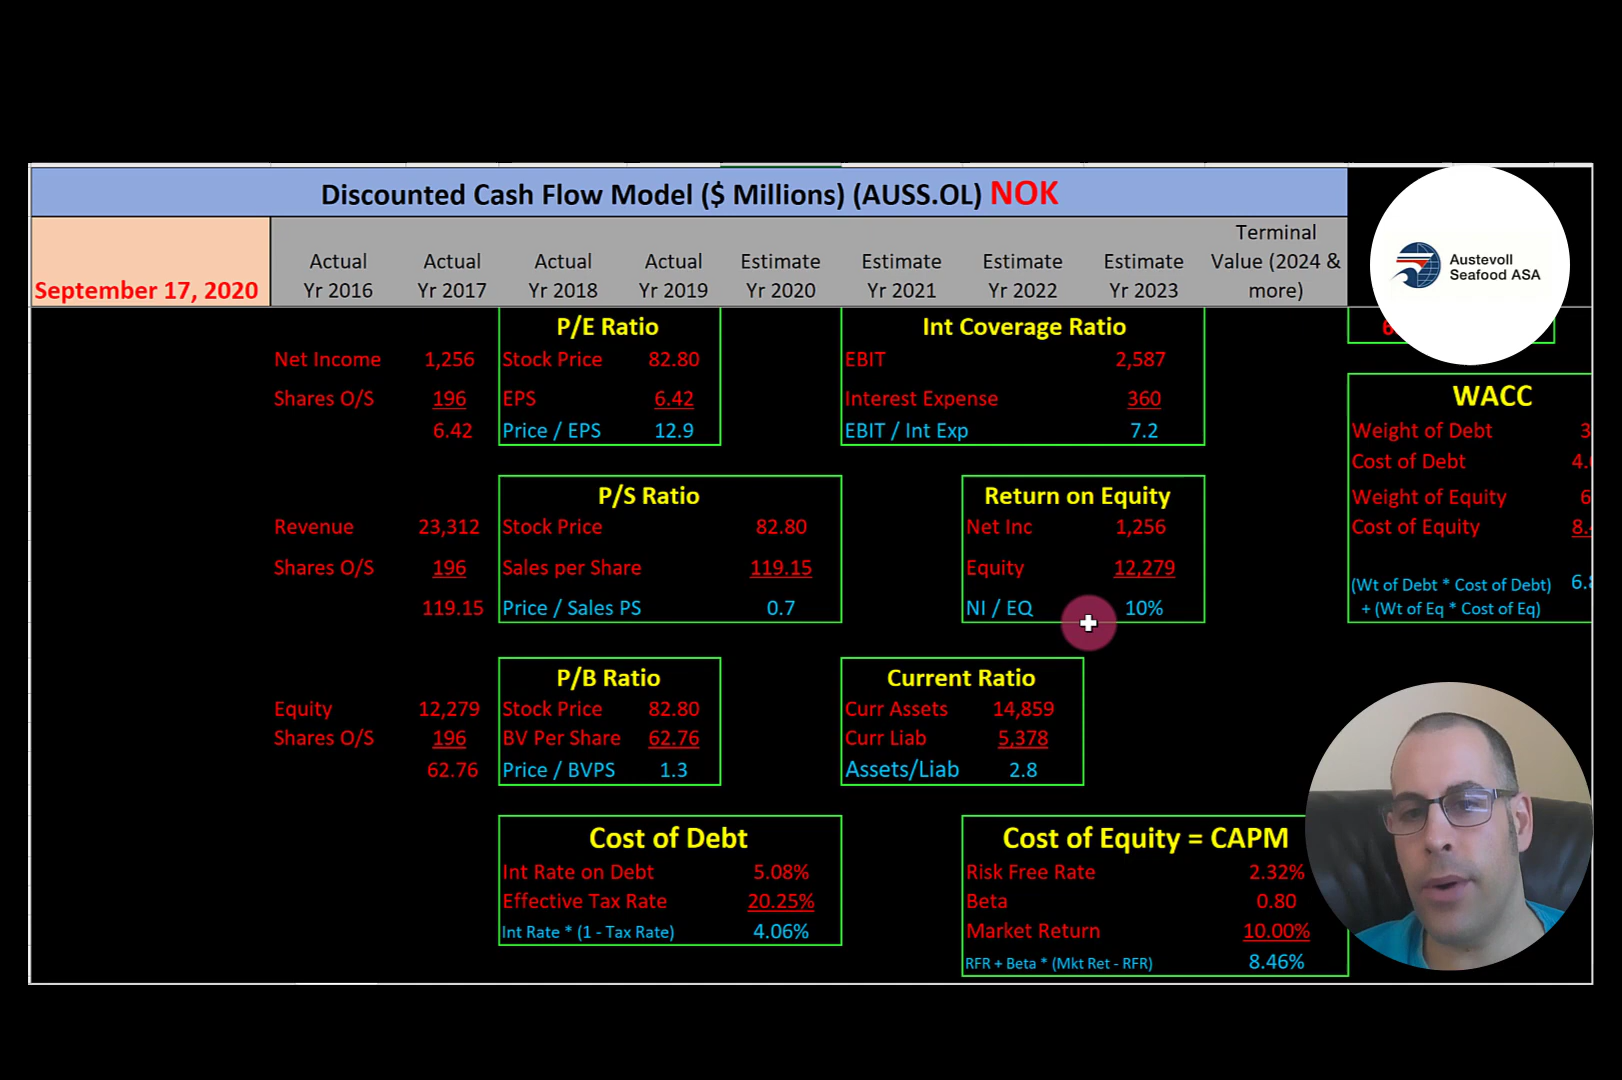 Discounted Cash Flow Model ($ Millions) (AUSS.OL) NOK
September 17, 2020
Actual Yr 2016
Actual Yr 2017
Actual Yr 2018
Actual Yr 2019
Estimate Yr 2020
Estimate Yr 2021
Estimate Yr 2022
Estimate Yr 2023
Terminal Value (2024 & more)
Austevoll
Seafood ASA
Net Income 1,256
Shares O/S 196
6.42
P/E Ratio
Stock Price 82.80
EPS 6.42
Price / EPS 12.9
Int Coverage Ratio
EBIT 2,587
Interest Expense 360
EBIT / Int Exp 7.2
WACC
Weight of Debt
Cost of Debt
Weight of Equity
Cost of Equity
(Wt of Debt * Cost of Debt)
+ (Wt of Eq * Cost of Eq)
Revenue 23,312
Shares O/S 196
119.15
P/S Ratio
Stock Price 82.80
Sales per Share 119.15
Price / Sales PS 0.7
Return on Equity
Net Inc 1,256
Equity 12,279
NI / EQ 10%
Equity 12,279
Shares O/S 196
62.76
P/B Ratio
Stock Price 82.80
BV Per Share 62.76
Price / BVPS 1.3
Current Ratio
Curr Assets 14,859
Curr Liab 5,378
Assets/Liab 2.8
Cost of Debt
Int Rate on Debt 5.08%
Effective Tax Rate 20.25%
Int Rate * (1 - Tax Rate) 4.06%
Cost of Equity = CAPM
Risk Free Rate 2.32%
Beta 0.80
Market Return 10.00%
RFR + Beta * (Mkt Ret - RFR) 8.46%